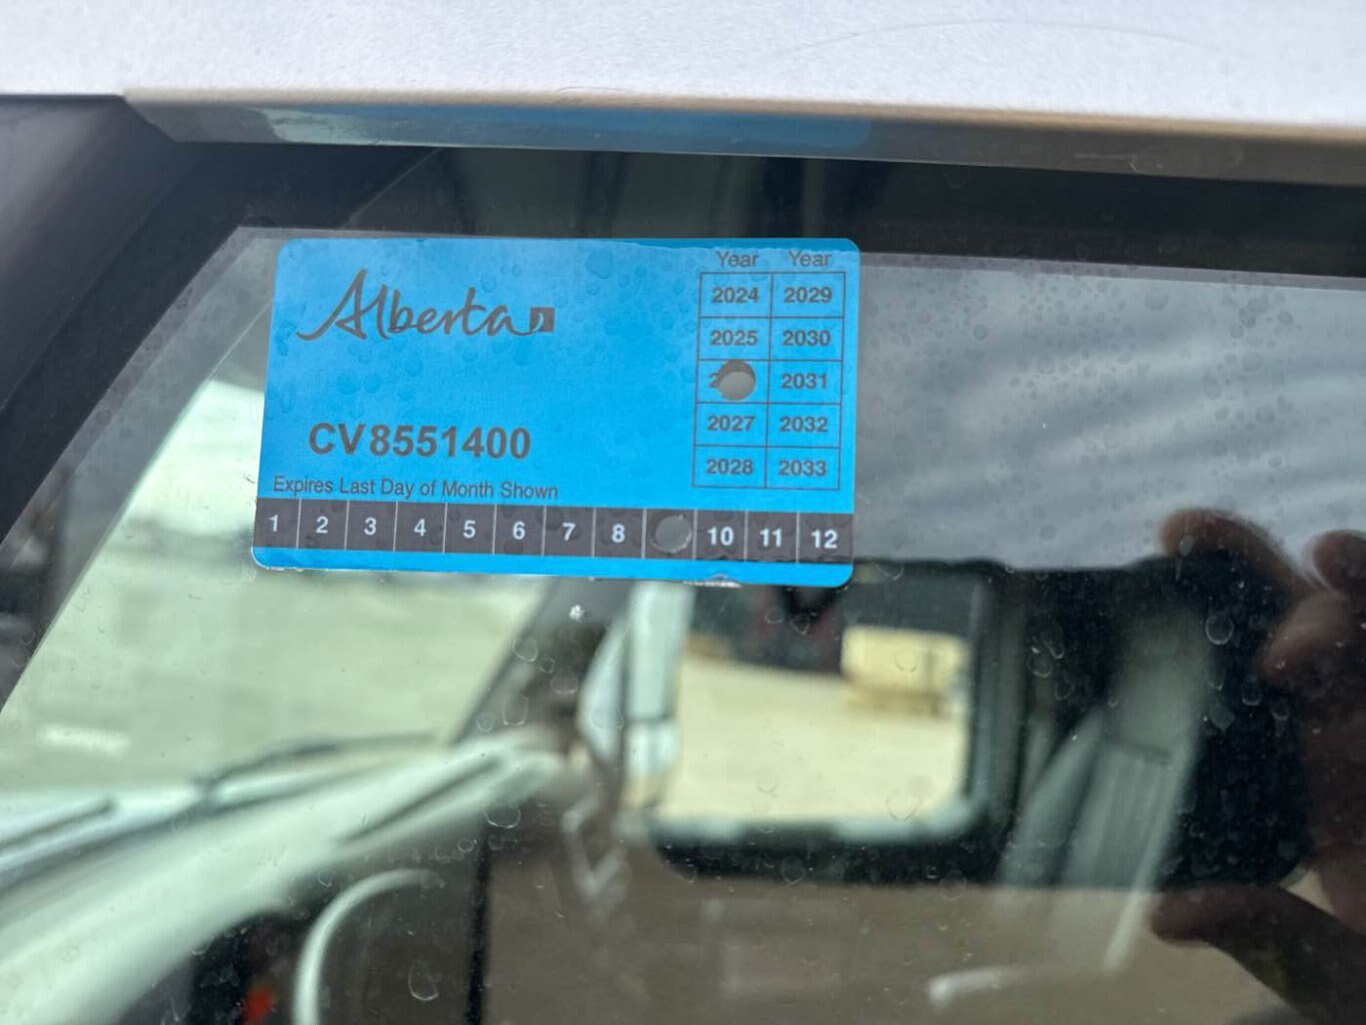 Alberta
CV8551400
Expires Last Day of Month Shown
Year Year
2024 2029
2025 2030
2031
2027 2032
2028 2033
1 2 3 4 5 6 7 8 10 11 12